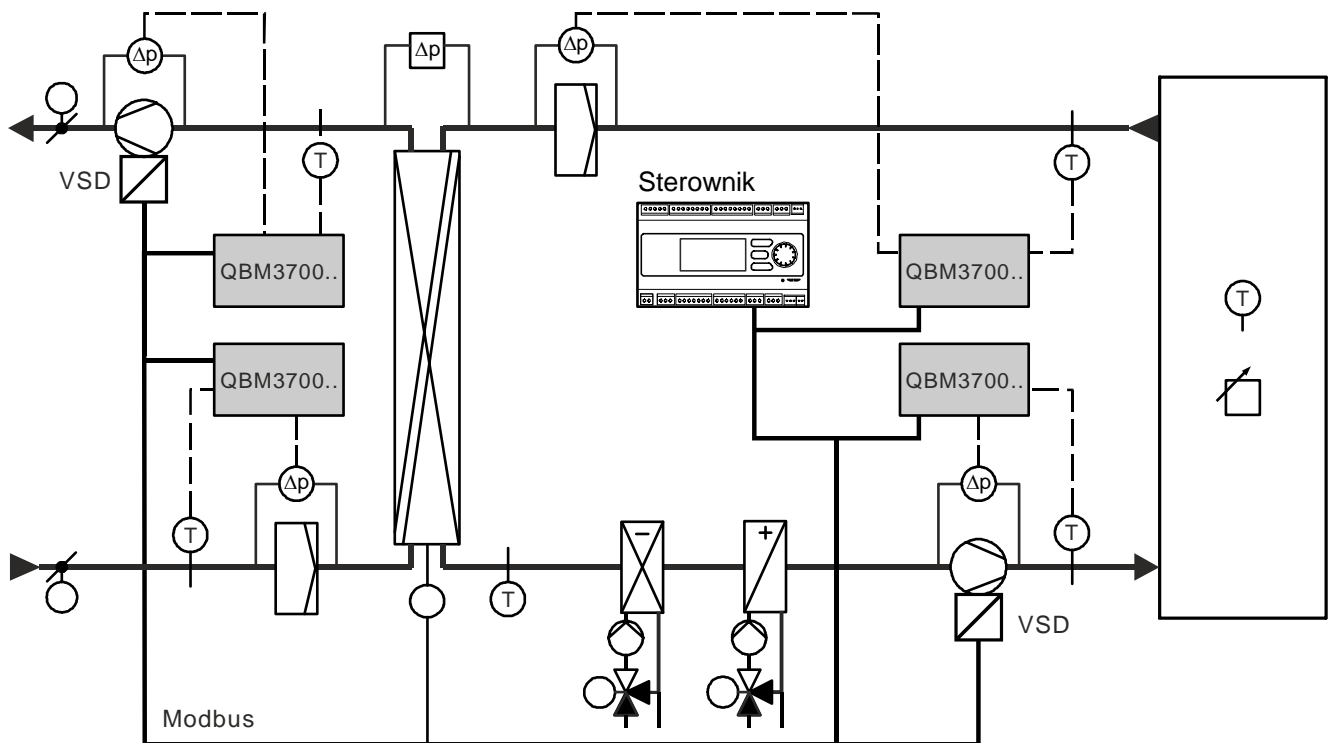 Δp
Δp
Δp
VSD
T
Sterownik
T
QBM3700..
QBM3700..
T
QBM3700..
QBM3700..
Δp
Δp
T
T
T
−
+
VSD
Modbus